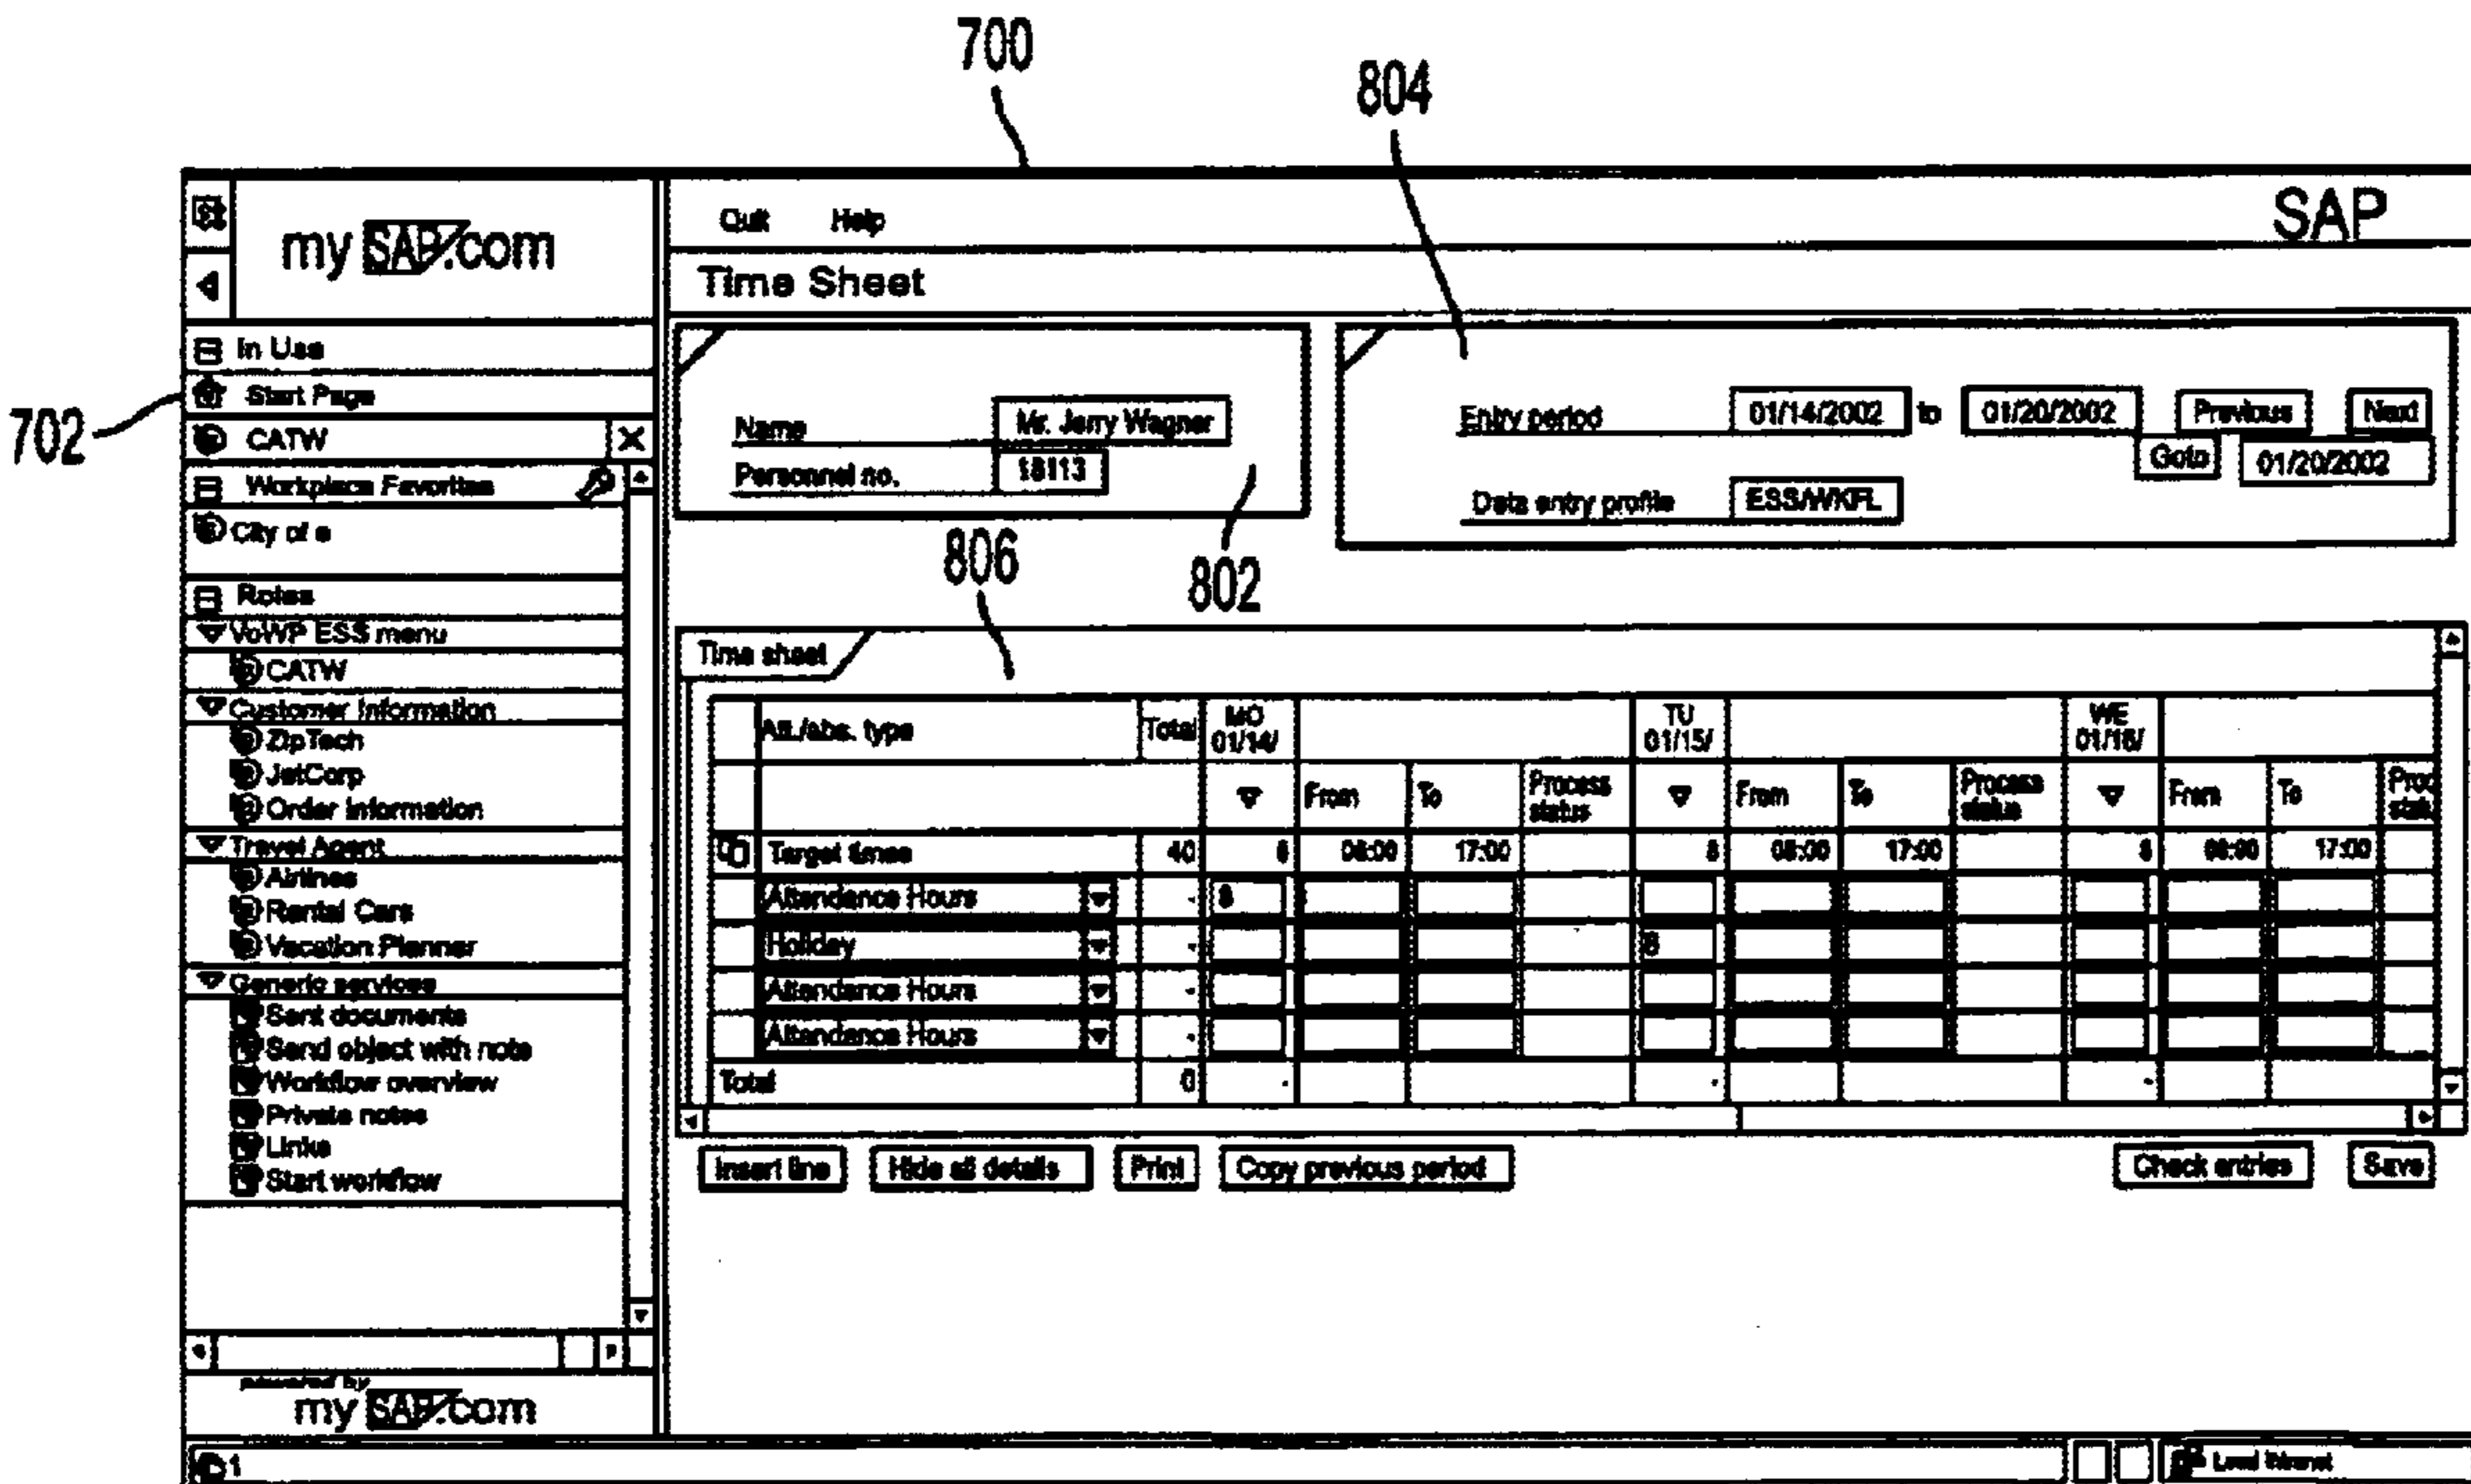 700
804
my SAP.com
Quit Help
SAP
Time Sheet
In Use
Start Page
702
CATW
Workplace Favorites
City of e
Name Mr. Jerry Wagner
Personnel no. 18113
802
Entry period 01/14/2002 to 01/20/2002 Previous Next
Goto 01/20/2002
Data entry profile ESS/WKFL
806
Roles
VoWP ESS menu
CATW
Customer Information
ZipTech
JetCorp
Order Information
Travel Agent
Airlines
Rental Cars
Vacation Planner
Generic services
Sent documents
Send object with note
Workflow overview
Private notes
Links
Start workflow
Time sheet
Att./abs. type Total MO 01/14/ TU 01/15/ WE 01/16/
From To Process status From To Process status From To Proc statu
Target times 40 8 08:00 17:00 8 08:00 17:00 8 08:00 17:00
Attendance Hours - 8
Holiday - 8
Attendance Hours -
Attendance Hours -
Total 0 - - -
Insert line Hide all details Print Copy previous period Check entries Save
powered by
my SAP.com
1
Local intranet